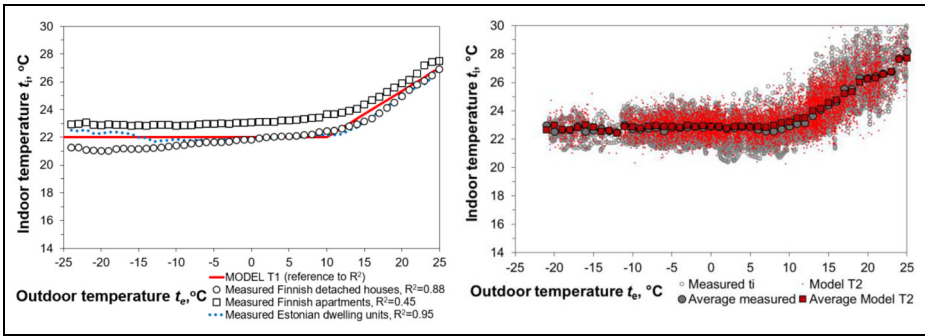 30
28
26
24
22
20
18
16
14
Indoor temperature ti, °C
-25 -20 -15 -10 -5 0 5 10 15 20 25
Outdoor temperature te,°C
MODEL T1 (reference to R²)
Measured Finnish detached houses, R²=0.88
Measured Finnish apartments, R²=0.45
Measured Estonian dwelling units, R²=0.95
30
28
26
24
22
20
18
16
14
Indoor temperature ti, °C
-25 -20 -15 -10 -5 0 5 10 15 20 25
Outdoor temperature te, °C
Measured ti Model T2
Average measured Average Model T2